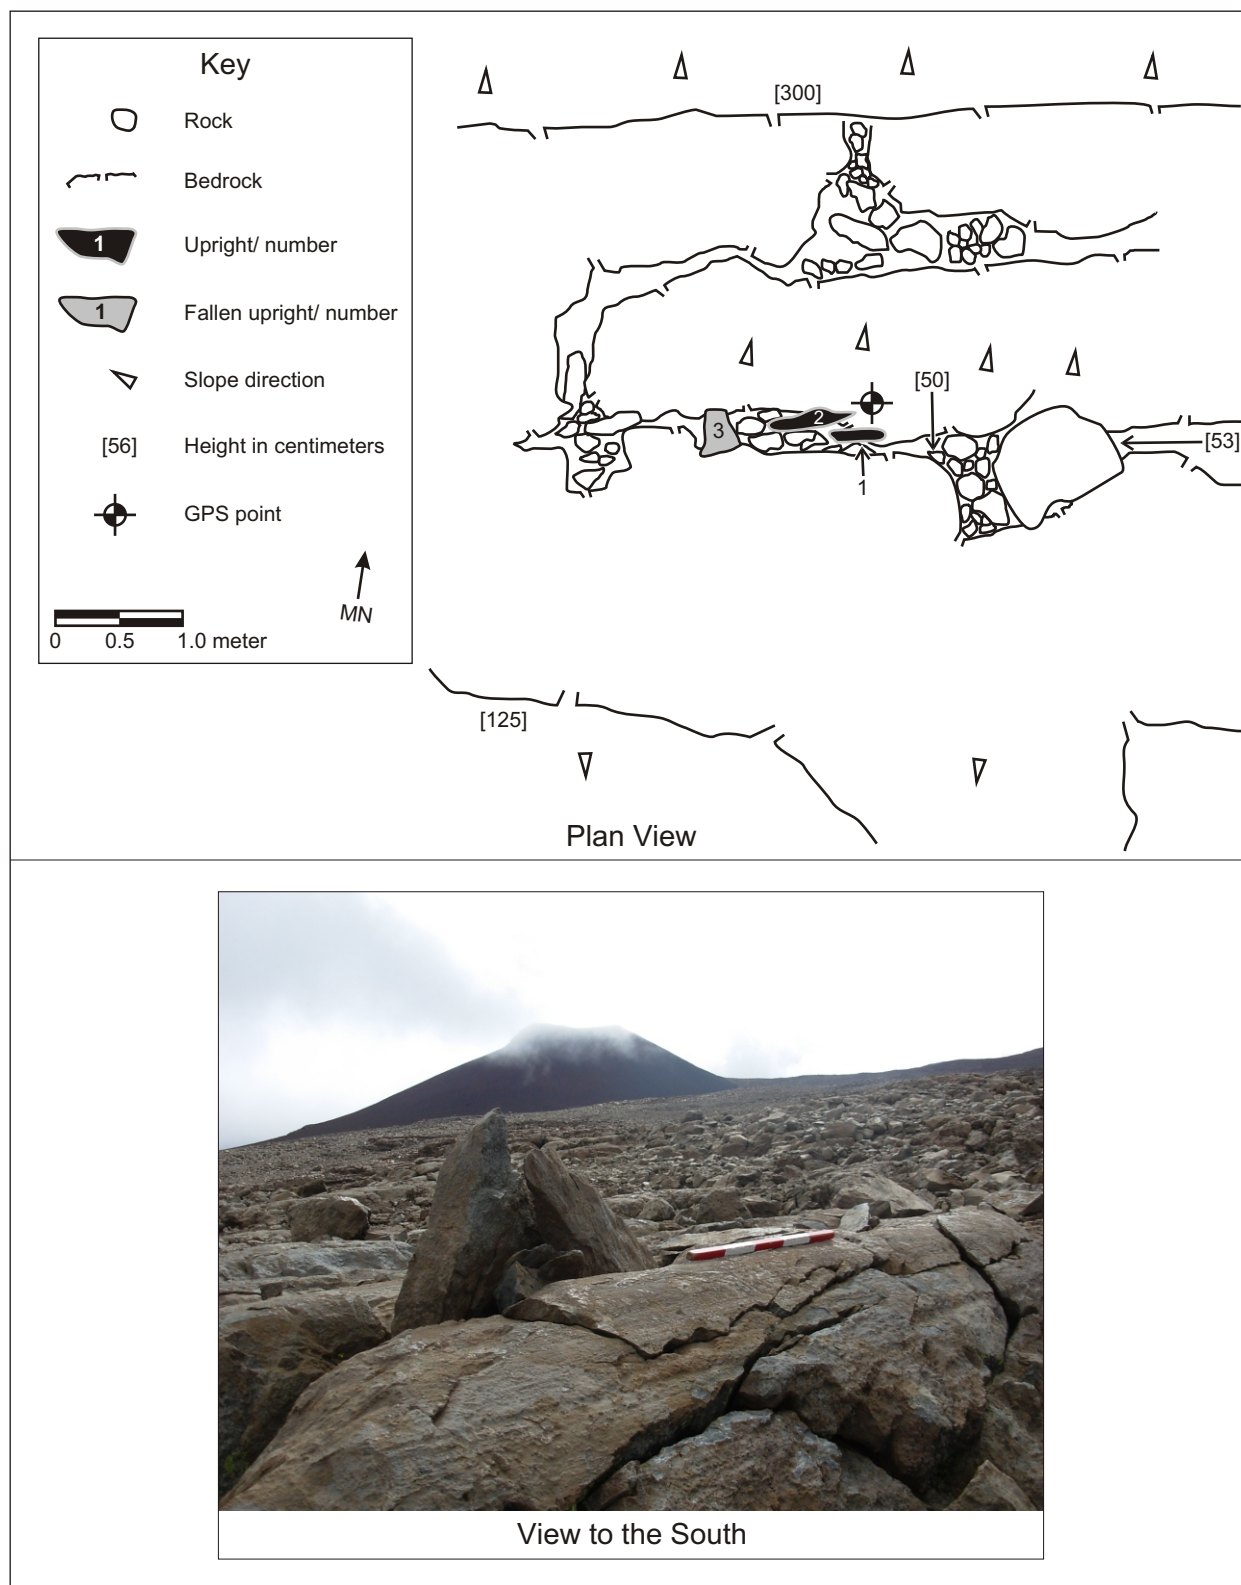 Key
Rock
Bedrock
1 Upright/ number
1 Fallen upright/ number
Slope direction
[56] Height in centimeters
GPS point
MN
0 0.5 1.0 meter
[300]
[50]
2
3
[53]
1
[125]
Plan View
View to the South